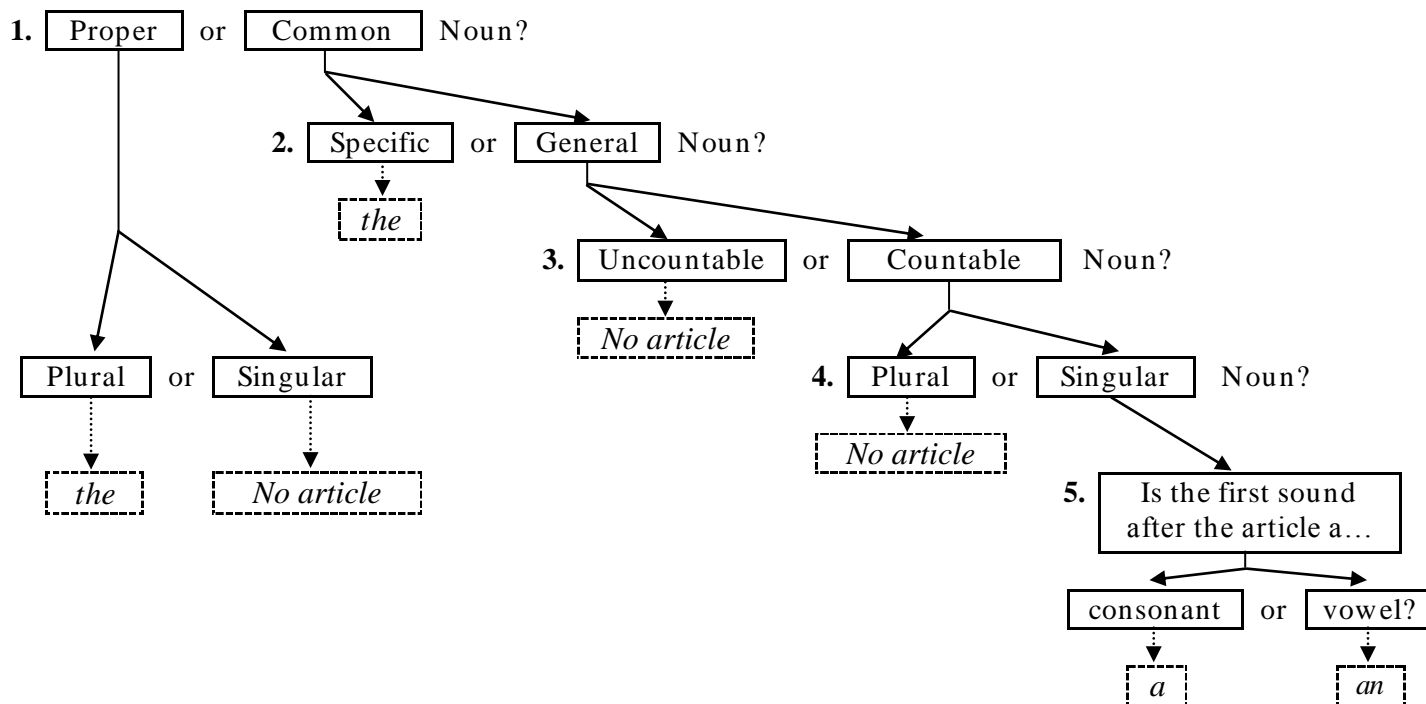 1. Proper or Common Noun?
2. Specific or General Noun?
the
3. Uncountable or Countable Noun?
No article
Plural or Singular
4. Plural or Singular Noun?
No article
the No article
5. Is the first sound
after the article a…
consonant or vowel?
a an